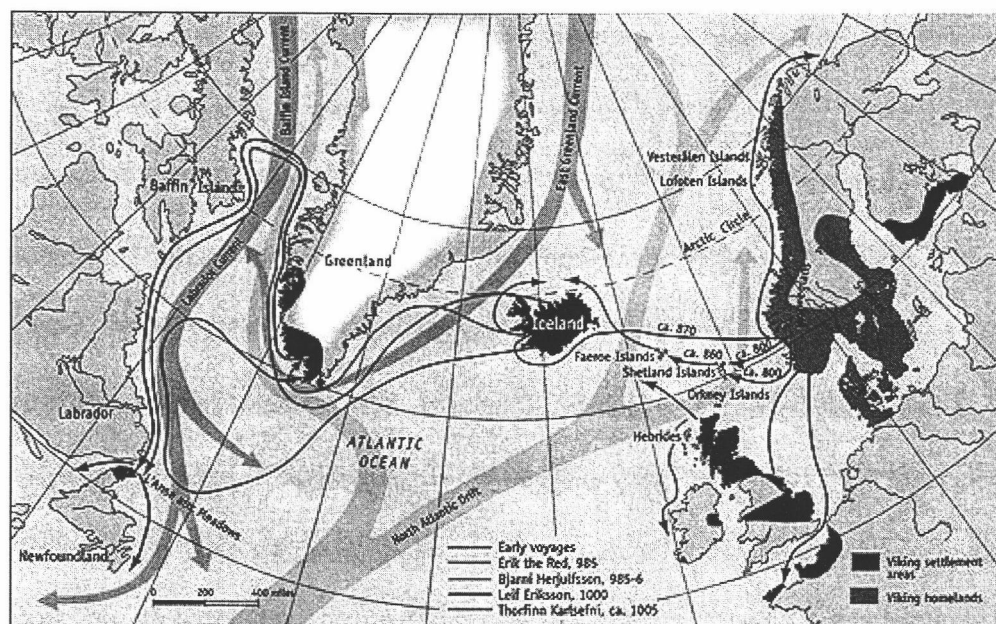 Baffin Island Current
East Greenland Current
Vesterålen Islands
Lofoten Islands
Baffin Islands
Arctic Circle
Greenland
Labrador Current
Iceland
ca. 870
Faeroe Islands
ca. 860
ca. 800
Shetland Islands
ca. 800
Orkney Islands
Labrador
Hebrides
ATLANTIC
OCEAN
L'Anse aux Meadows
North Atlantic Drift
Newfoundland
0 200 400 miles
Early voyages
Erik the Red, 985
Bjarni Herjulfsson, 985-6
Leif Eriksson, 1000
Thorfinn Karlsefni, ca. 1005
Viking settlement
areas
Viking homelands